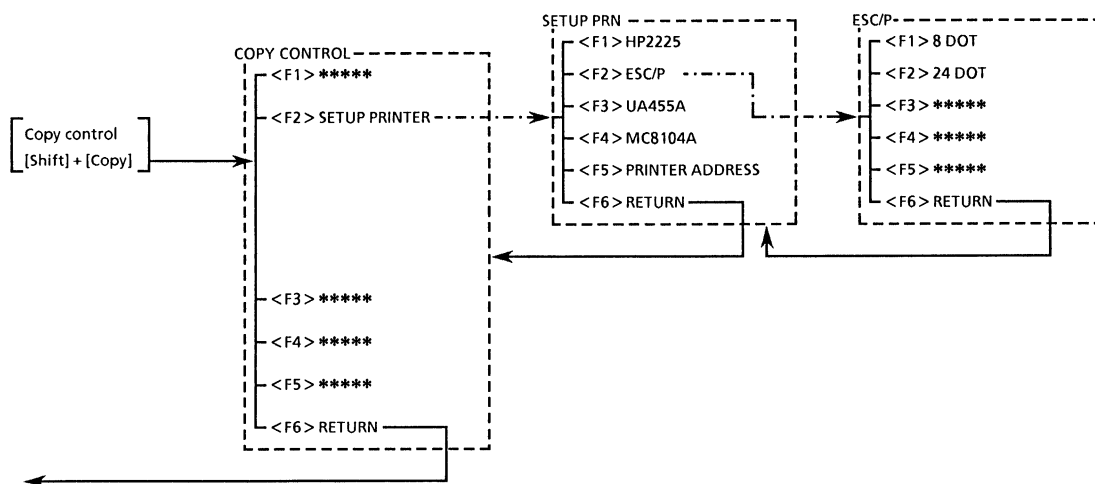 Copy control
[Shift] + [Copy]
COPY CONTROL
<F1> *****
<F2> SETUP PRINTER
<F3> *****
<F4> *****
<F5> *****
<F6> RETURN
SETUP PRN
<F1> HP2225
<F2> ESC/P
<F3> UA455A
<F4> MC8104A
<F5> PRINTER ADDRESS
<F6> RETURN
ESC/P
<F1> 8 DOT
<F2> 24 DOT
<F3> *****
<F4> *****
<F5> *****
<F6> RETURN